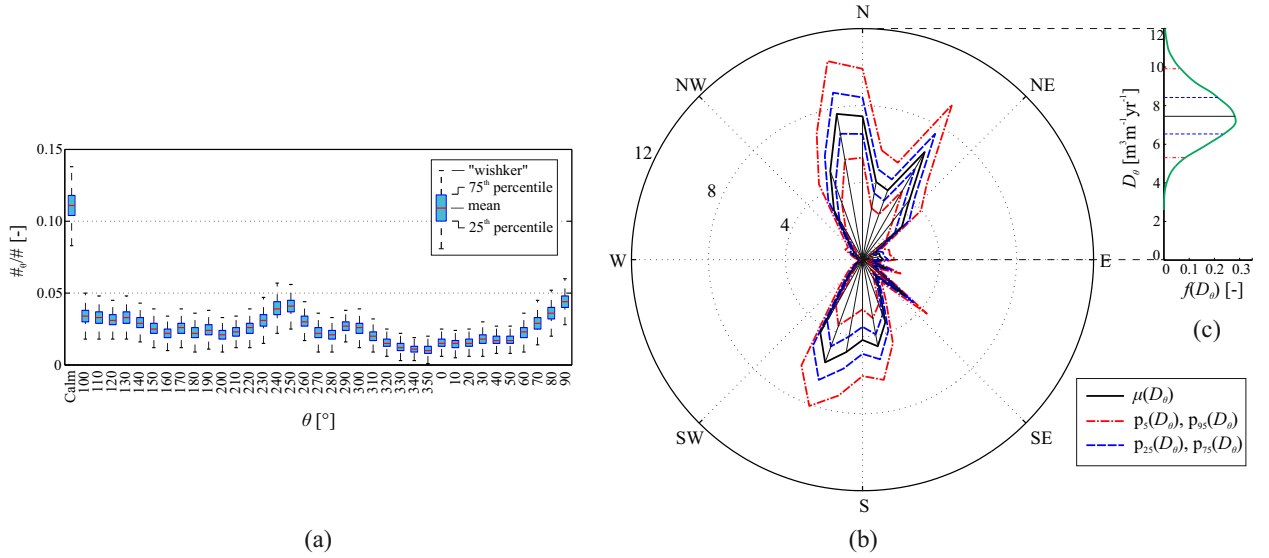 0.15
0.10
0.05
0
#θ/# [-]
"wishker"
75th percentile
mean
25th percentile
Calm 100 110 120 130 140 150 160 170 180 190 200 210 220 230 240 250 260 270 280 290 300 310 320 330 340 350 0 10 20 30 40 50 60 70 80 90
θ [°]
(a)
N
NW
NE
12
8
4
W
E
SW
SE
S
(b)
12
10
8
6
4
2
0
Dθ [m³m⁻¹yr⁻¹]
0 0.1 0.2 0.3
f(Dθ) [-]
(c)
μ(Dθ)
p5(Dθ), p95(Dθ)
p25(Dθ), p75(Dθ)